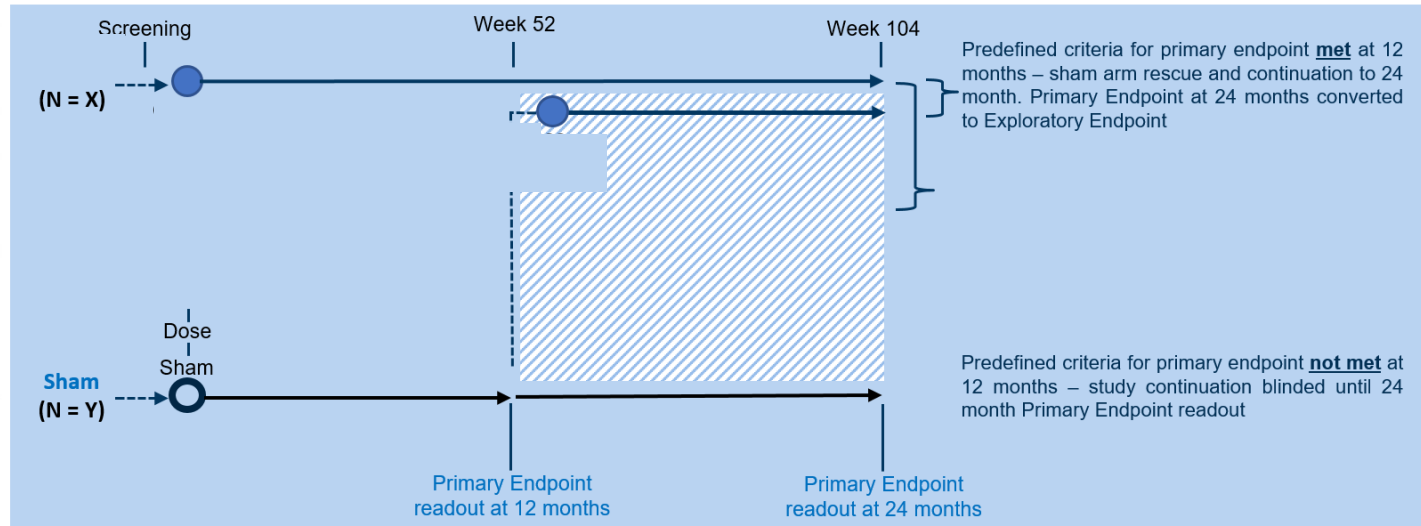 Screening
Week 52
Week 104
(N = X)
Predefined criteria for primary endpoint met at 12
months – sham arm rescue and continuation to 24
month. Primary Endpoint at 24 months converted
to Exploratory Endpoint
Dose
Sham
Sham
(N = Y)
Predefined criteria for primary endpoint not met at
12 months – study continuation blinded until 24
month Primary Endpoint readout
Primary Endpoint
readout at 12 months
Primary Endpoint
readout at 24 months